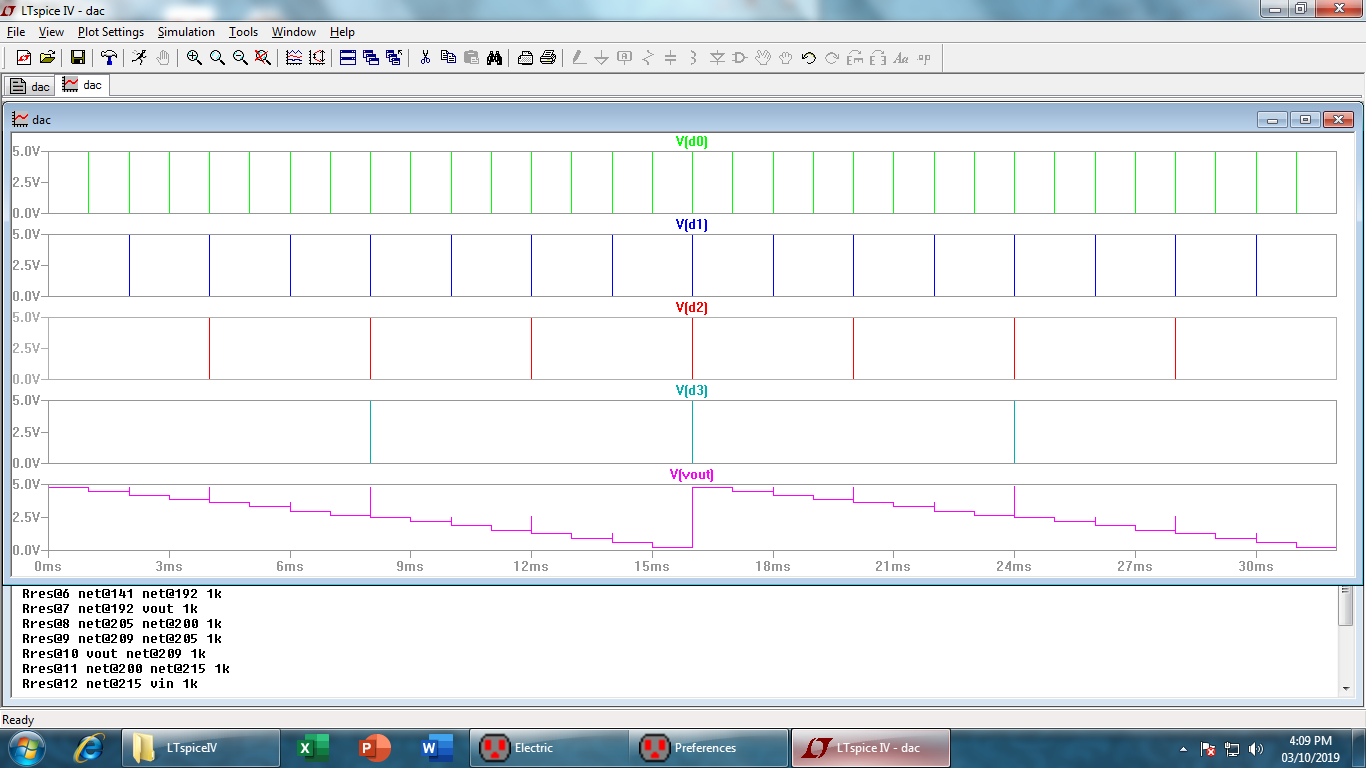 LTspice IV - dac
File View Plot Settings Simulation Tools Window Help
dac dac
dac
V(d0)
5.0V
2.5V
0.0V
V(d1)
5.0V
2.5V
0.0V
V(d2)
5.0V
2.5V
0.0V
V(d3)
5.0V
2.5V
0.0V
V(vout)
5.0V
2.5V
0.0V
0ms 3ms 6ms 9ms 12ms 15ms 18ms 21ms 24ms 27ms 30ms
Rres@6 net@141 net@192 1k
Rres@7 net@192 vout 1k
Rres@8 net@205 net@200 1k
Rres@9 net@209 net@205 1k
Rres@10 vout net@209 1k
Rres@11 net@200 net@215 1k
Rres@12 net@215 vin 1k
Ready
LTspiceIV Electric Preferences LTspice IV - dac
4:09 PM
03/10/2019